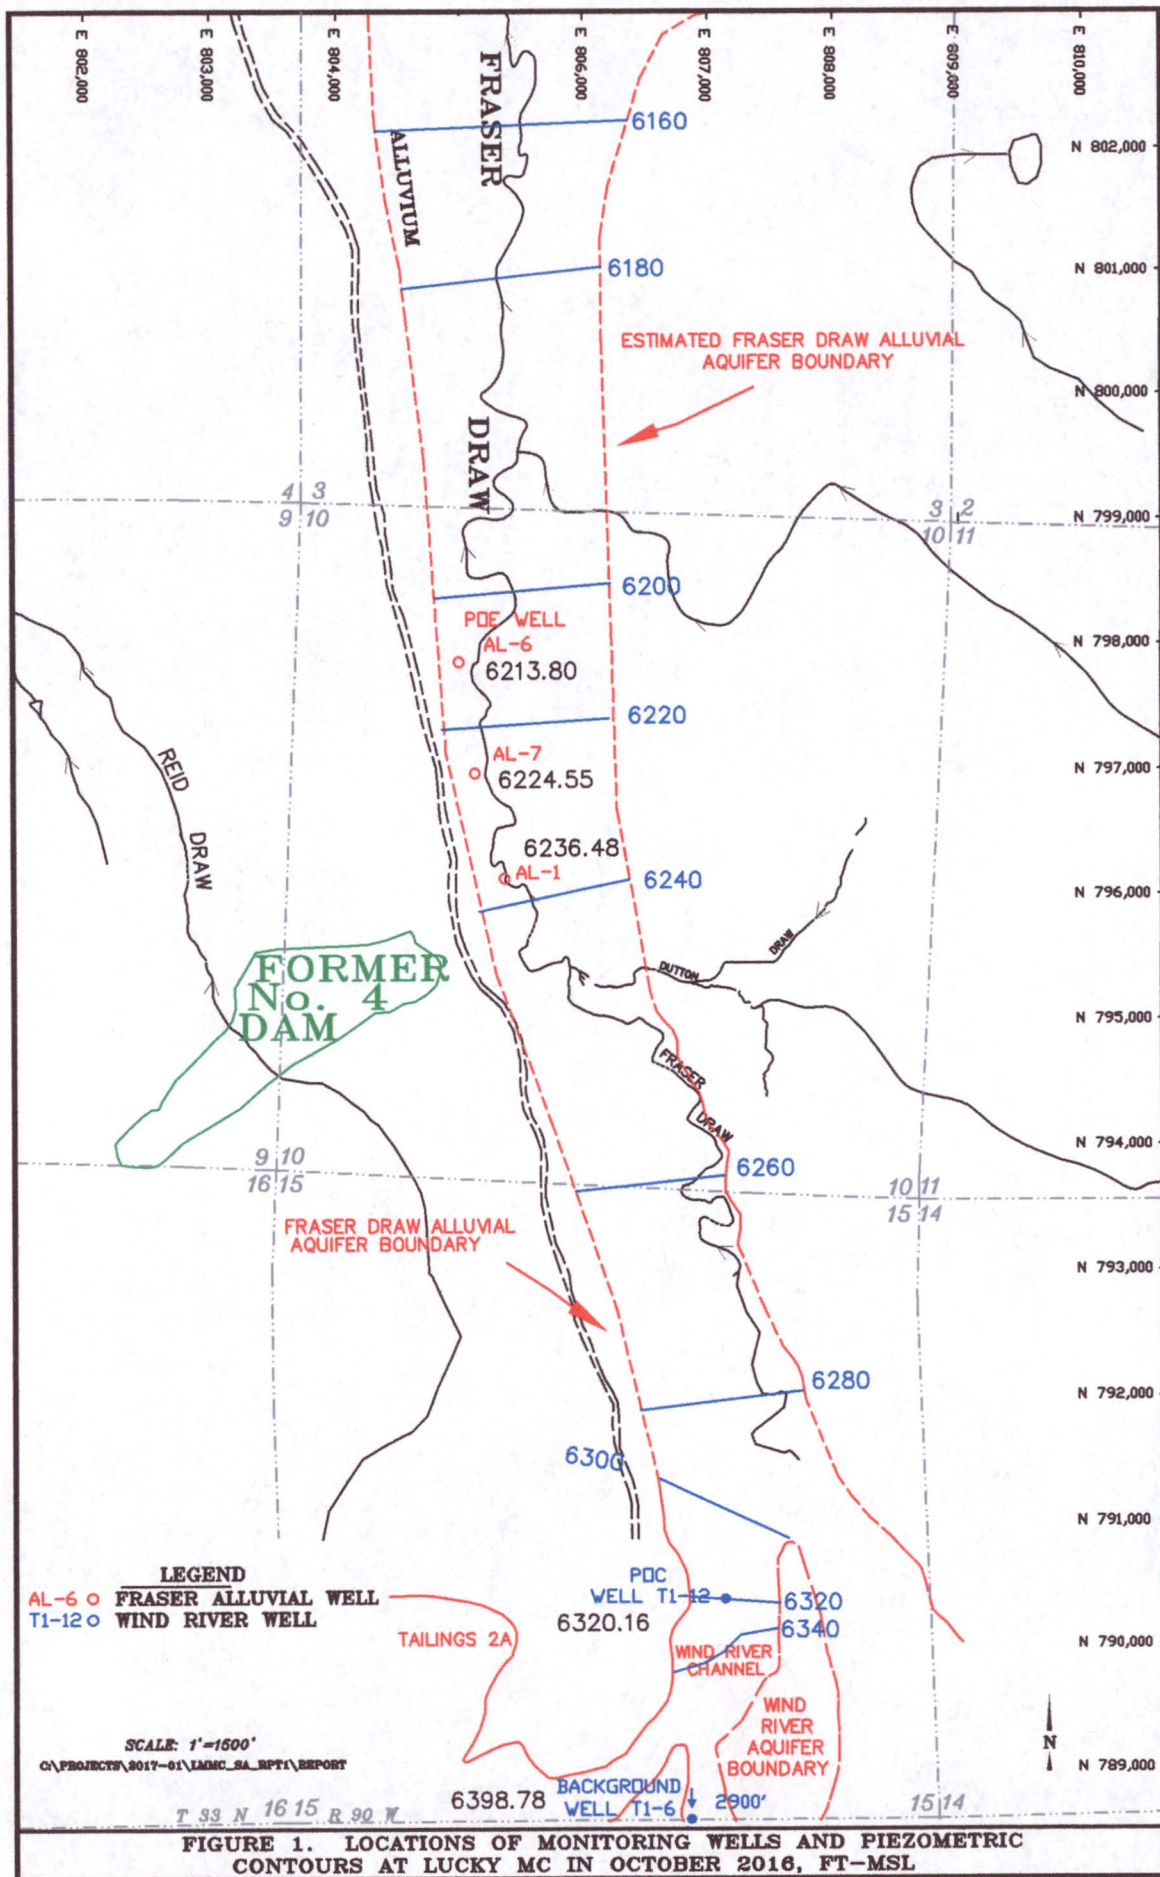 E 802,000
E 803,000
E 804,000
E 806,000
E 807,000
E 808,000
E 809,000
E 810,000
FRASER
6160
N 802,000
ALLUVIUM
6180
N 801,000
ESTIMATED FRASER DRAW ALLUVIAL
AQUIFER BOUNDARY
N 800,000
DRAW
4 3
9 10
3 2
10 11
N 799,000
6200
POE WELL
AL-6
6213.80
N 798,000
6220
REID
DRAW
AL-7
6224.55
N 797,000
6236.48
AL-1
6240
N 796,000
DRAW
DUTTON
FORMER
No. 4
DAM
N 795,000
FRASER
DRAW
N 794,000
9 10
16 15
6260
10 11
15 14
FRASER DRAW ALLUVIAL
AQUIFER BOUNDARY
N 793,000
6280
N 792,000
6300
N 791,000
LEGEND
AL-6 FRASER ALLUVIAL WELL
T1-12 WIND RIVER WELL
POC
WELL T1-12
6320
6320.16
6340
TAILINGS 2A
WIND RIVER
CHANNEL
N 790,000
WIND
RIVER
AQUIFER
BOUNDARY
N
SCALE: 1"=1500'
C:\PROJECTS\2017-01\LMMC_SA_RPT1\REPORT
N 789,000
6398.78
BACKGROUND
WELL T1-6
2900'
T 33 N 16 15 R 90 W
15 14
FIGURE 1. LOCATIONS OF MONITORING WELLS AND PIEZOMETRIC
CONTOURS AT LUCKY MC IN OCTOBER 2016, FT-MSL